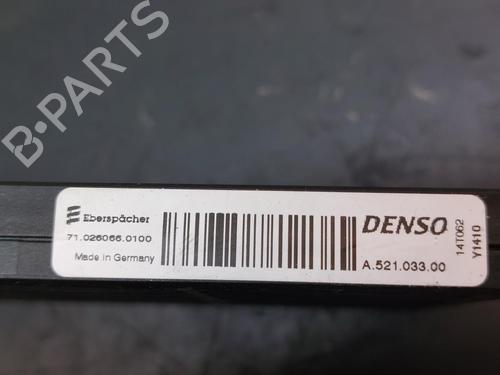 B-PARTS
Eberspächer
71.026066.0100
Made in Germany
DENSO
A.521.033.00
14T062
Y1410